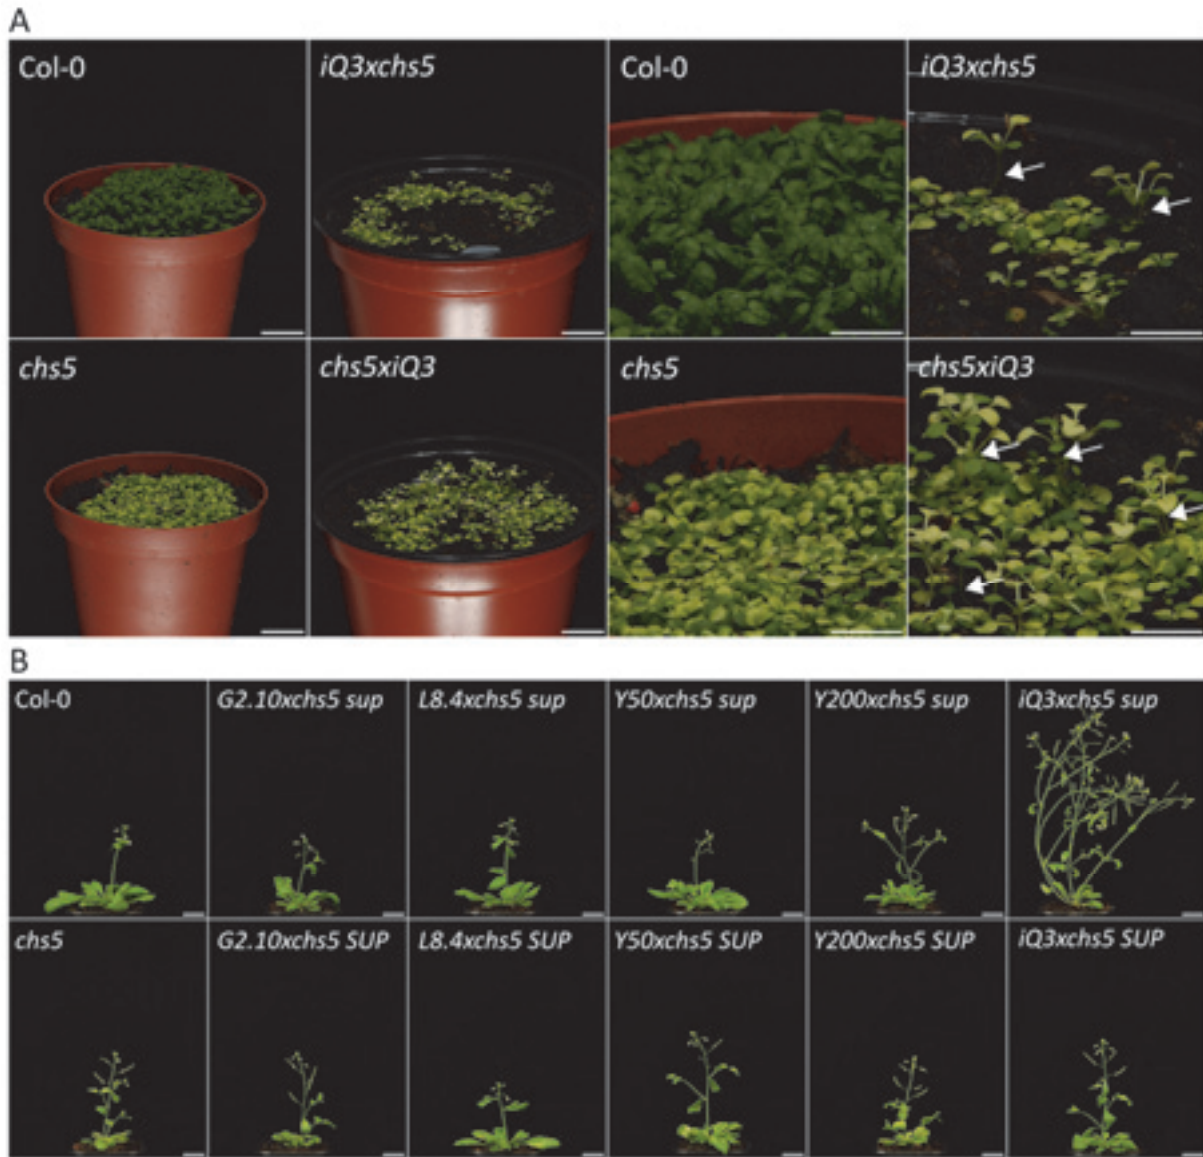 A
Col-0 iQ3xchs5 Col-0 iQ3xchs5
chs5 chs5xiQ3 chs5 chs5xiQ3
B
Col-0 G2.10xchs5 sup L8.4xchs5 sup Y50xchs5 sup Y200xchs5 sup iQ3xchs5 sup
chs5 G2.10xchs5 SUP L8.4xchs5 SUP Y50xchs5 SUP Y200xchs5 SUP iQ3xchs5 SUP